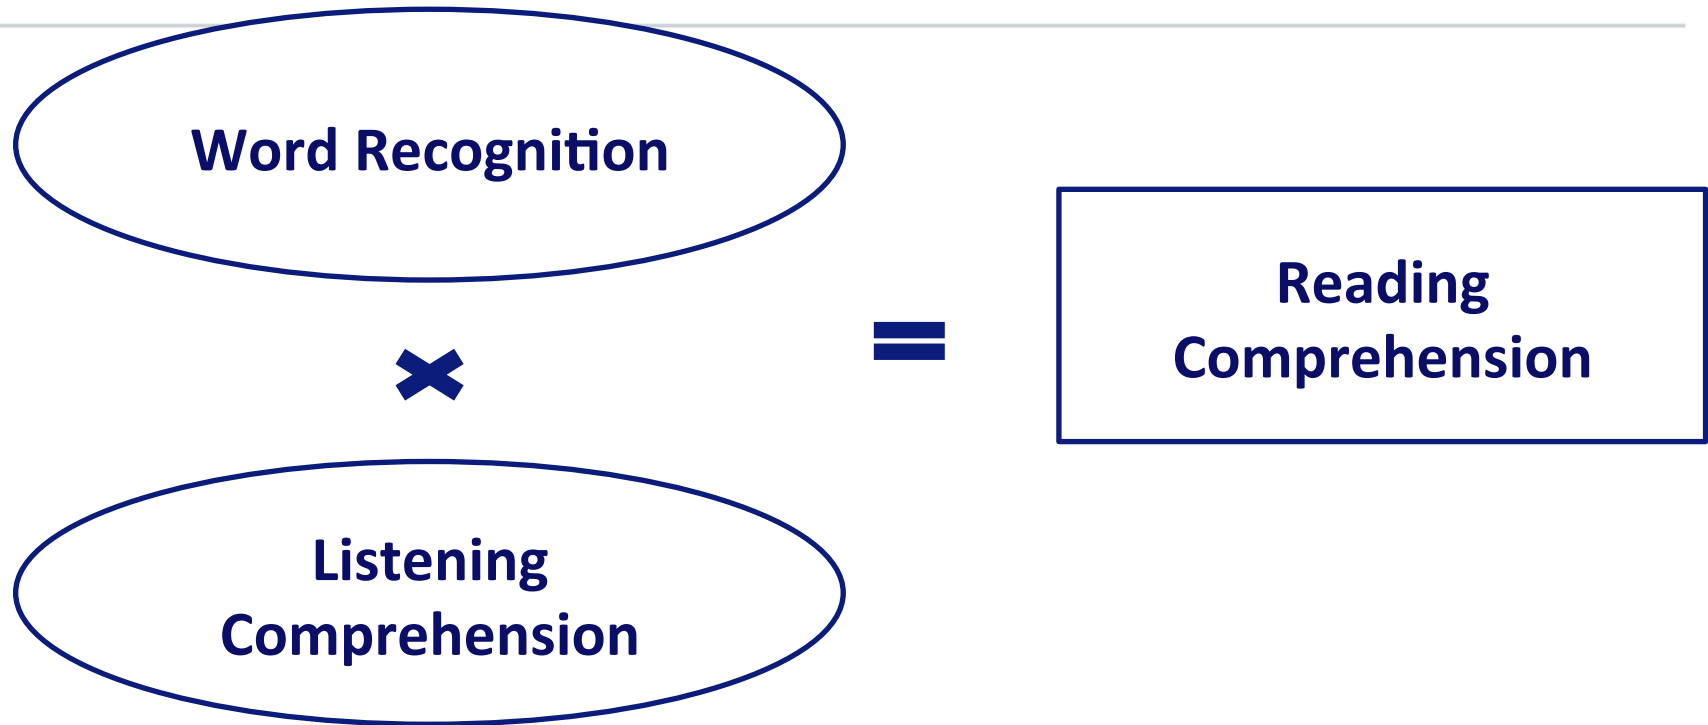 Word Recognition
Listening
Comprehension
=
Reading
Comprehension